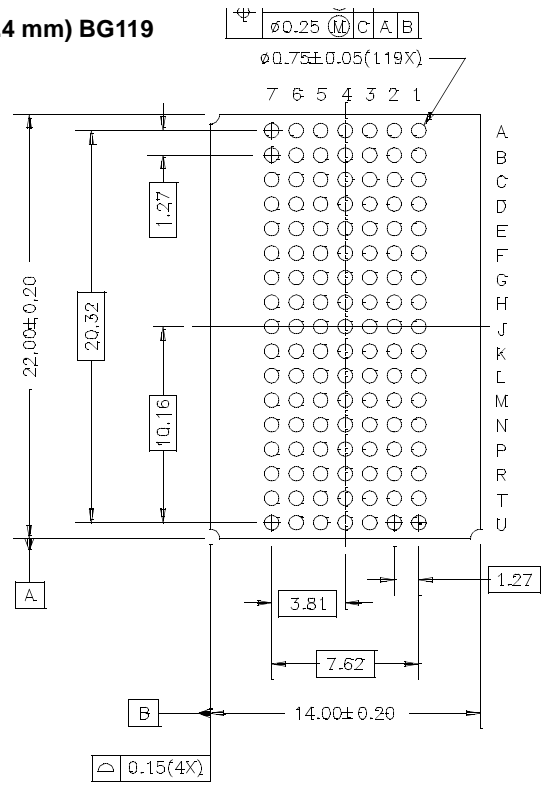 .4 mm) BG119
⌖ ø0.25 Ⓜ C A B
ø0.75±0.05(119X)
7 6 5 4 3 2 1
A
B
C
D
E
F
G
H
J
K
L
M
N
P
R
T
U
1.27
22.00±0.20
20.32
10.16
A
1.27
3.81
7.62
B
14.00±0.20
⌓ 0.15(4X)